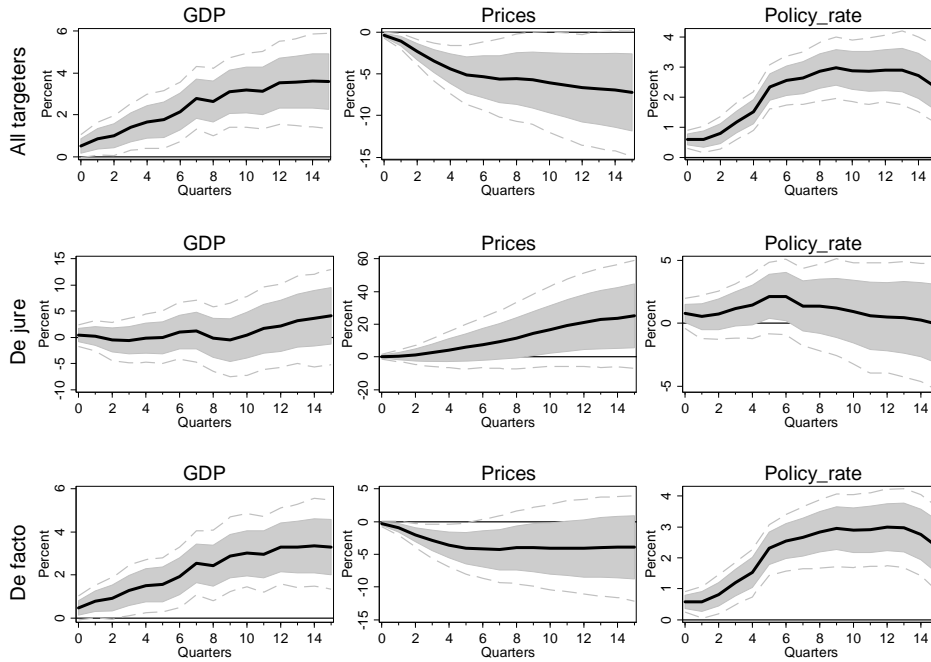 GDP
Prices
Policy_rate
All targeters
Percent
0 2 4 6
0 2 4 6 8 10 12 14
Quarters
Percent
-15 -10 -5 0
0 2 4 6 8 10 12 14
Quarters
Percent
0 1 2 3 4
0 2 4 6 8 10 12 14
Quarters
GDP
Prices
Policy_rate
De jure
Percent
-10 -5 0 5 10 15
0 2 4 6 8 10 12 14
Quarters
Percent
-20 0 20 40 60
0 2 4 6 8 10 12 14
Quarters
Percent
-5 0 5
0 2 4 6 8 10 12 14
Quarters
GDP
Prices
Policy_rate
De facto
Percent
0 2 4 6
0 2 4 6 8 10 12 14
Quarters
Percent
-15 -10 -5 0 5
0 2 4 6 8 10 12 14
Quarters
Percent
0 1 2 3 4
0 2 4 6 8 10 12 14
Quarters